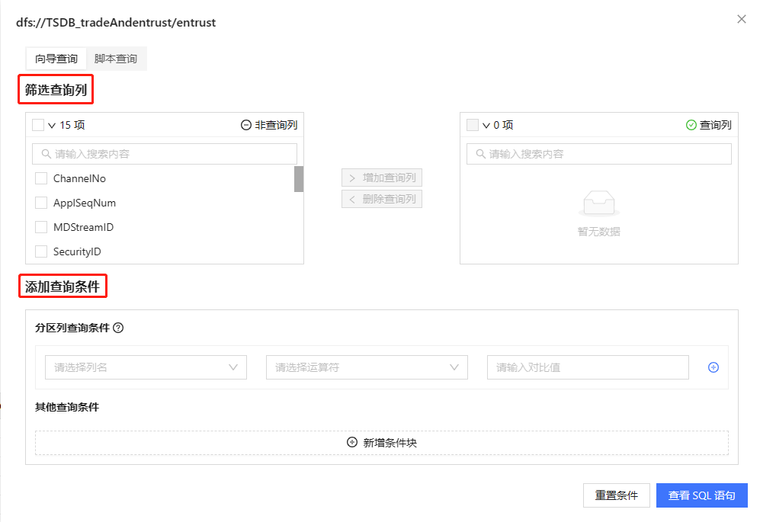 dfs://TSDB_tradeAndentrust/entrust
向导查询 脚本查询
筛选查询列
15 项 非查询列
0 项 查询列
请输入搜索内容
请输入搜索内容
ChannelNo
ApplSeqNum
MDStreamID
SecurityID
增加查询列
删除查询列
暂无数据
添加查询条件
分区列查询条件
请选择列名 请选择运算符 请输入对比值
其他查询条件
新增条件块
重置条件 查看 SQL 语句